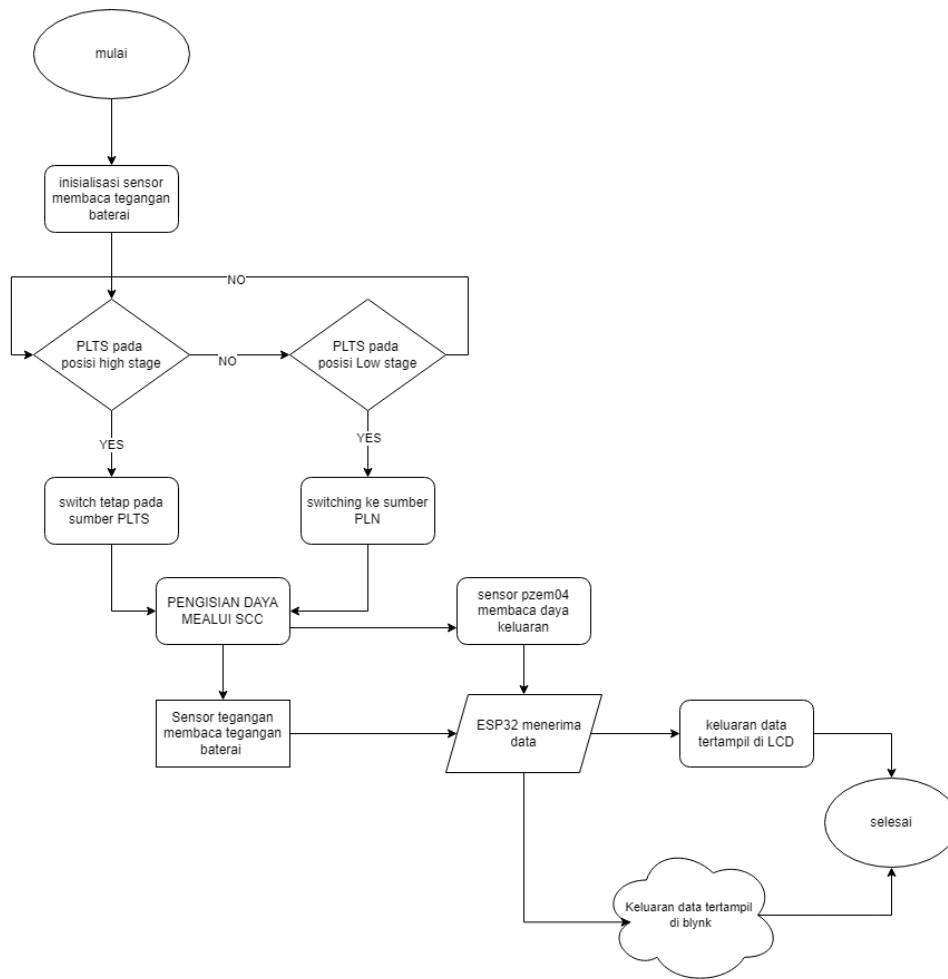 mulai
inisialisasi sensor
membaca tegangan
baterai
NO
PLTS pada
posisi high stage
NO
PLTS pada
posisi Low stage
YES
YES
switch tetap pada
sumber PLTS
switching ke sumber
PLN
PENGISIAN DAYA
MEALUI SCC
sensor pzem04
membaca daya
keluaran
Sensor tegangan
membaca tegangan
baterai
ESP32 menerima
data
keluaran data
tertampil di LCD
selesai
Keluaran data tertampil
di blynk